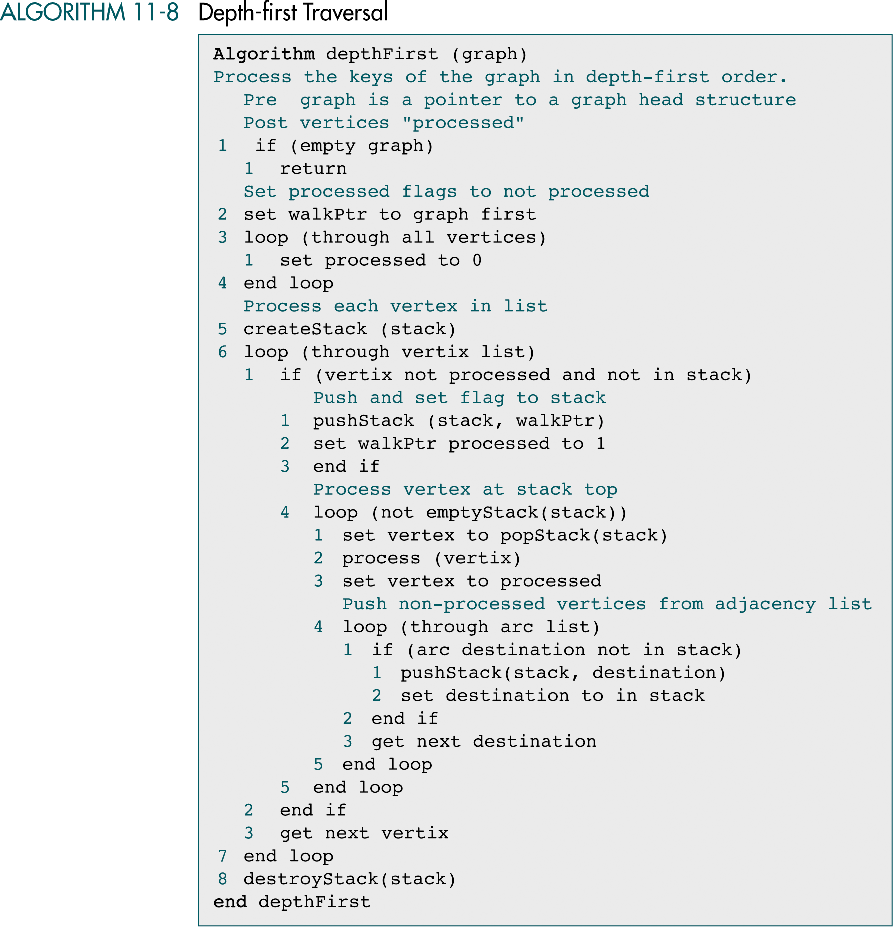 ALGORITHM 11-8 Depth-first Traversal
Algorithm depthFirst (graph)
Process the keys of the graph in depth-first order.
Pre graph is a pointer to a graph head structure
Post vertices "processed"
1 if (empty graph)
1 return
Set processed flags to not processed
2 set walkPtr to graph first
3 loop (through all vertices)
1 set processed to 0
4 end loop
Process each vertex in list
5 createStack (stack)
6 loop (through vertix list)
1 if (vertix not processed and not in stack)
Push and set flag to stack
1 pushStack (stack, walkPtr)
2 set walkPtr processed to 1
3 end if
Process vertex at stack top
4 loop (not emptyStack(stack))
1 set vertex to popStack(stack)
2 process (vertix)
3 set vertex to processed
Push non-processed vertices from adjacency list
4 loop (through arc list)
1 if (arc destination not in stack)
1 pushStack(stack, destination)
2 set destination to in stack
2 end if
3 get next destination
5 end loop
5 end loop
2 end if
3 get next vertix
7 end loop
8 destroyStack(stack)
end depthFirst